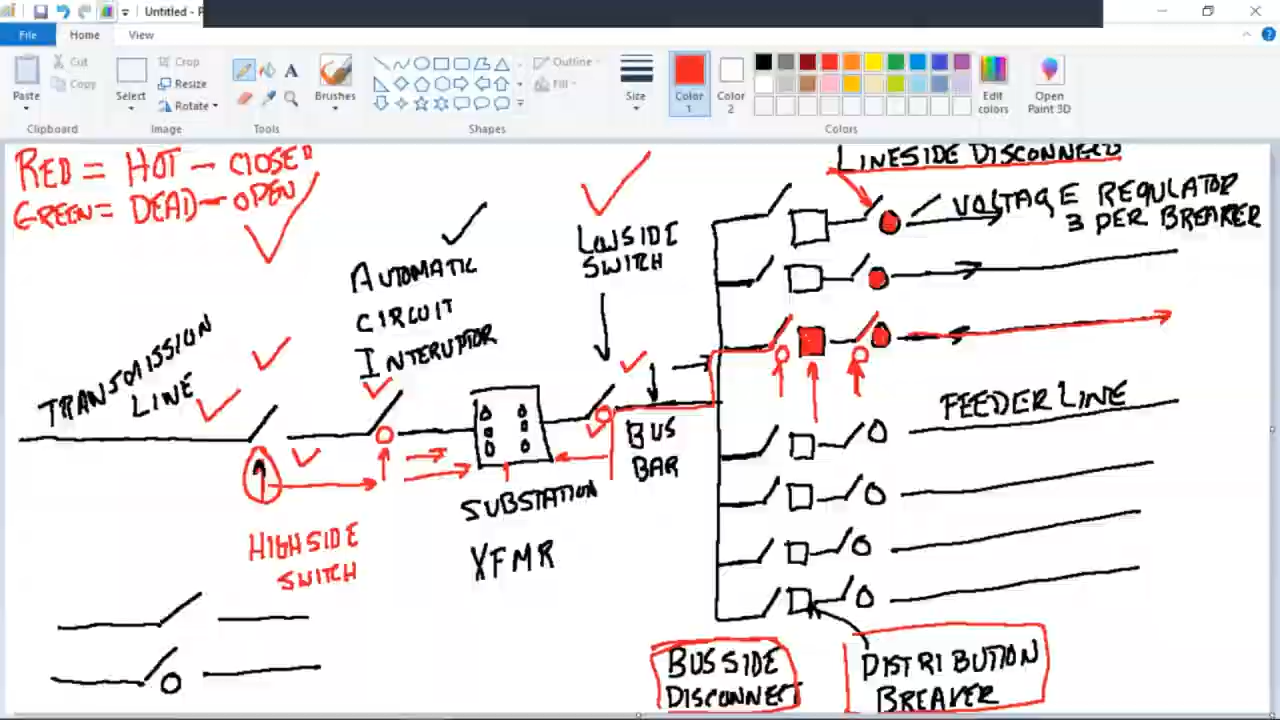 Untitled - P
File
Home
View
Paste
Cut
Copy
Clipboard
Select
Crop
Resize
Rotate
Image
A
Tools
Brushes
Shapes
Outline
Fill
Size
Color 1
Color 2
Colors
Edit colors
Open Paint 3D
RED = HOT - CLOSED
GREEN = DEAD - OPEN
TRANSMISSION
LINE
AUTOMATIC
CIRCUIT
INTERUPTOR
LOWSIDE
SWITCH
LINESIDE DISCONNECT
VOLTAGE REGULATOR
3 PER BREAKER
FEEDER LINE
BUS
BAR
SUBSTATION
XFMR
HIGHSIDE
SWITCH
BUS SIDE
DISCONNECT
DISTRIBUTION
BREAKER